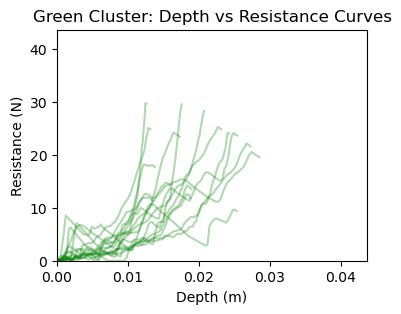 Green Cluster: Depth vs Resistance Curves
40
30
20
10
0
Resistance (N)
0.00 0.01 0.02 0.03 0.04
Depth (m)